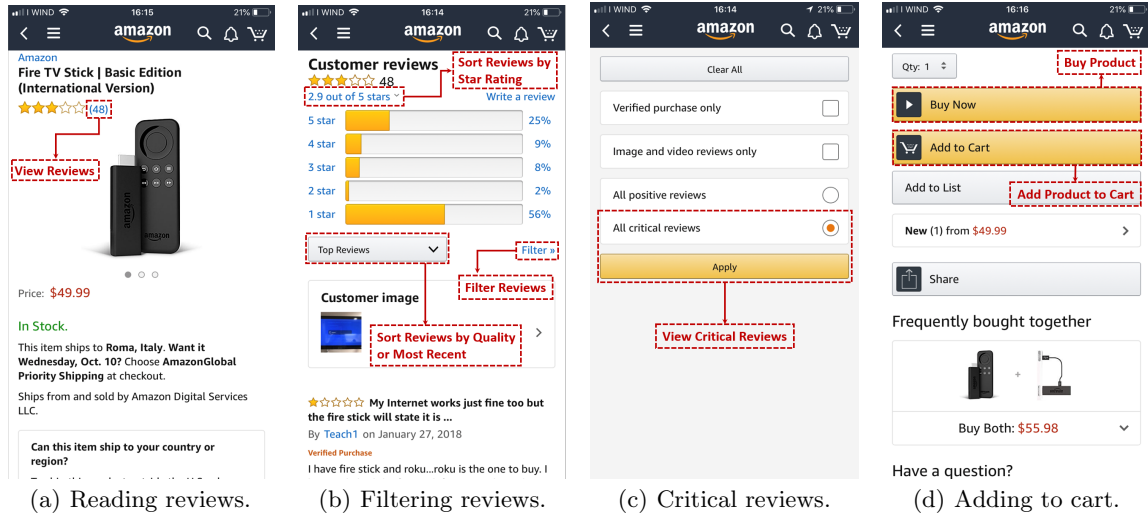 WIND 16:15 21%
amazon
Amazon
Fire TV Stick | Basic Edition
(International Version)
(48)
View Reviews
amazon
amazon
Price: $49.99
In Stock.
This item ships to Roma, Italy. Want it
Wednesday, Oct. 10? Choose AmazonGlobal
Priority Shipping at checkout.
Ships from and sold by Amazon Digital Services
LLC.
Can this item ship to your country or
region?
(a) Reading reviews.
WIND 16:14 21%
amazon
Customer reviews
48
Sort Reviews by
Star Rating
2.9 out of 5 stars
Write a review
5 star 25%
4 star 9%
3 star 8%
2 star 2%
1 star 56%
Top Reviews
Filter »
Filter Reviews
Customer image
Sort Reviews by Quality
or Most Recent
My Internet works just fine too but
the fire stick will state it is ...
By Teach1 on January 27, 2018
Verified Purchase
I have fire stick and roku...roku is the one to buy. I
(b) Filtering reviews.
WIND 16:14 21%
amazon
Clear All
Verified purchase only
Image and video reviews only
All positive reviews
All critical reviews
Apply
View Critical Reviews
(c) Critical reviews.
WIND 16:16 21%
amazon
Qty: 1
Buy Product
Buy Now
Add to Cart
Add to List
Add Product to Cart
New (1) from $49.99
Share
Frequently bought together
+
Buy Both: $55.98
Have a question?
(d) Adding to cart.